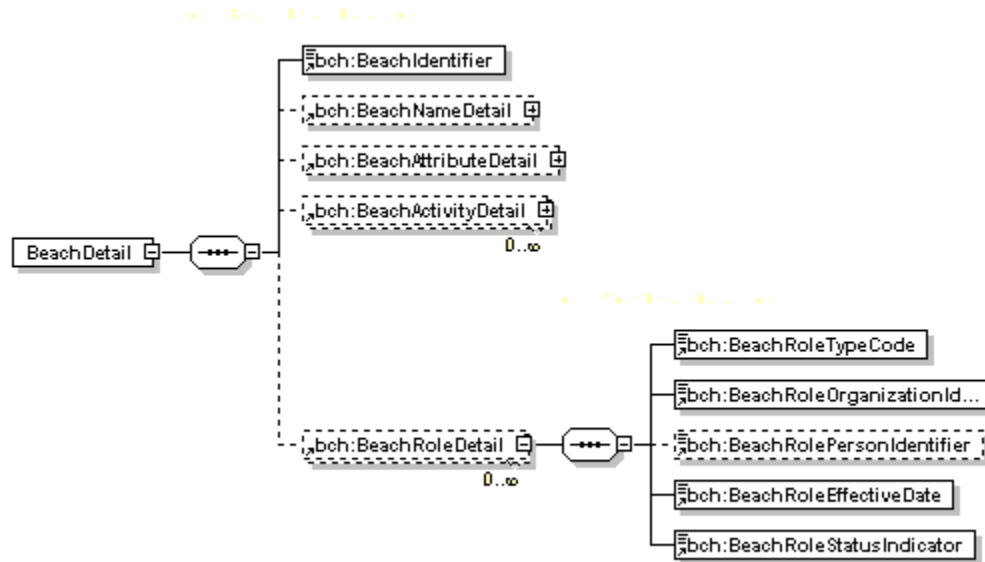 bch:BeachIdentifier
bch:BeachNameDetail
bch:BeachAttributeDetail
bch:BeachActivityDetail
0..∞
BeachDetail
bch:BeachRoleTypeCode
bch:BeachRoleOrganizationId...
bch:BeachRoleDetail
bch:BeachRolePersonIdentifier
0..∞
bch:BeachRoleEffectiveDate
bch:BeachRoleStatusIndicator